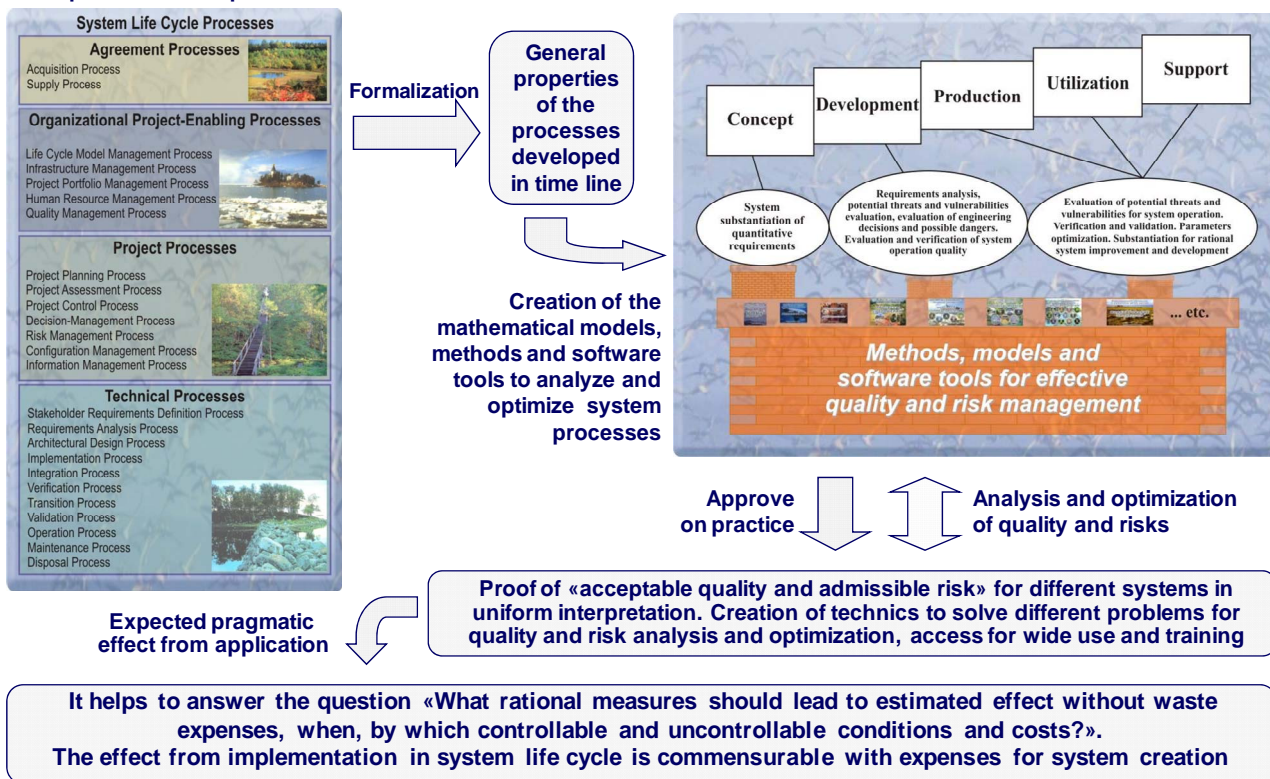 System Life Cycle Processes
Agreement Processes
Acquisition Process
Supply Process
Organizational Project-Enabling Processes
Life Cycle Model Management Process
Infrastructure Management Process
Project Portfolio Management Process
Human Resource Management Process
Quality Management Process
Project Processes
Project Planning Process
Project Assessment Process
Project Control Process
Decision-Management Process
Risk Management Process
Configuration Management Process
Information Management Process
Technical Processes
Stakeholder Requirements Definition Process
Requirements Analysis Process
Architectural Design Process
Implementation Process
Integration Process
Verification Process
Transition Process
Validation Process
Operation Process
Maintenance Process
Disposal Process
Formalization
General
properties
of the
processes
developed
in time line
Creation of the
mathematical models,
methods and software
tools to analyze and
optimize system
processes
Concept
Development
Production
Utilization
Support
System
substantiation of
quantitative
requirements
Requirements analysis,
potential threats and vulnerabilities
evaluation, evaluation of engineering
decisions and possible dangers.
Evaluation and verification of system
operation quality
Evaluation of potential threats and
vulnerabilities for system operation.
Verification and validation. Parameters
optimization. Substantiation for rational
system improvement and development
... etc.
Methods, models and
software tools for effective
quality and risk management
Approve
on practice
Analysis and optimization
of quality and risks
Proof of «acceptable quality and admissible risk» for different systems in
uniform interpretation. Creation of technics to solve different problems for
quality and risk analysis and optimization, access for wide use and training
Expected pragmatic
effect from application
It helps to answer the question «What rational measures should lead to estimated effect without waste
expenses, when, by which controllable and uncontrollable conditions and costs?».
The effect from implementation in system life cycle is commensurable with expenses for system creation